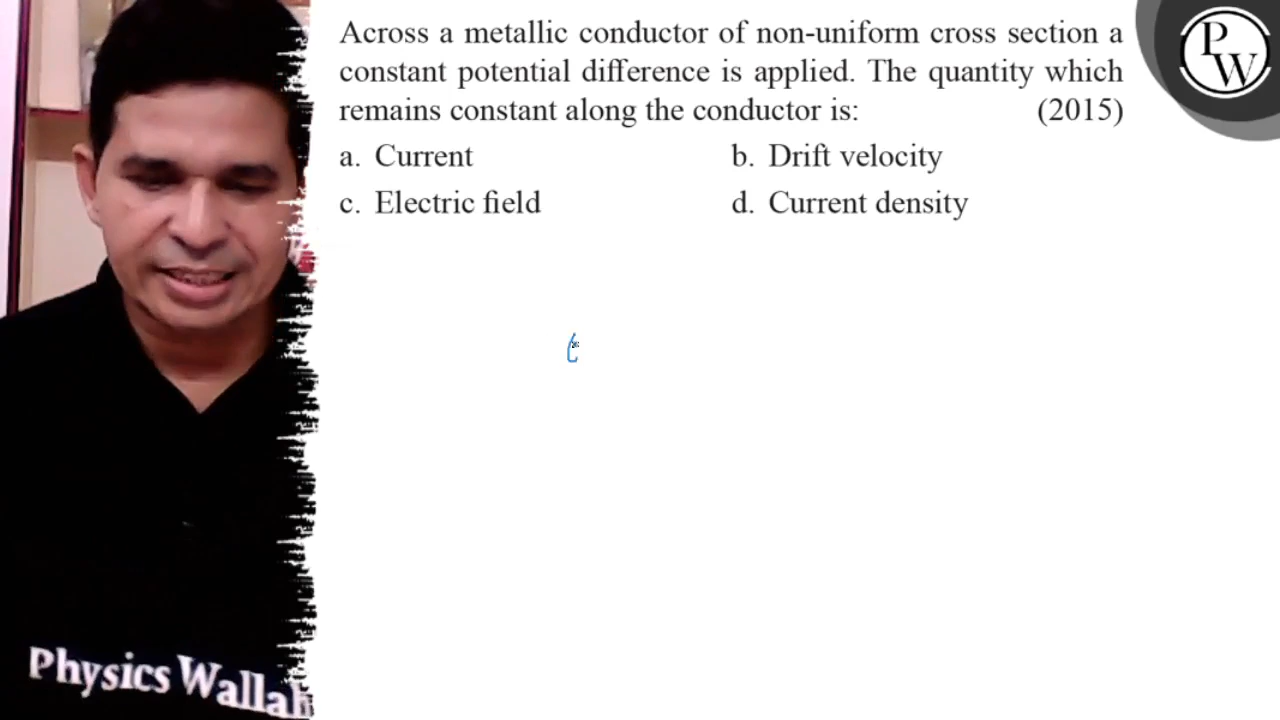 Across a metallic conductor of non-uniform cross section a
constant potential difference is applied. The quantity which
remains constant along the conductor is: (2015)
a. Current b. Drift velocity
c. Electric field d. Current density
P
W
Physics Wallah